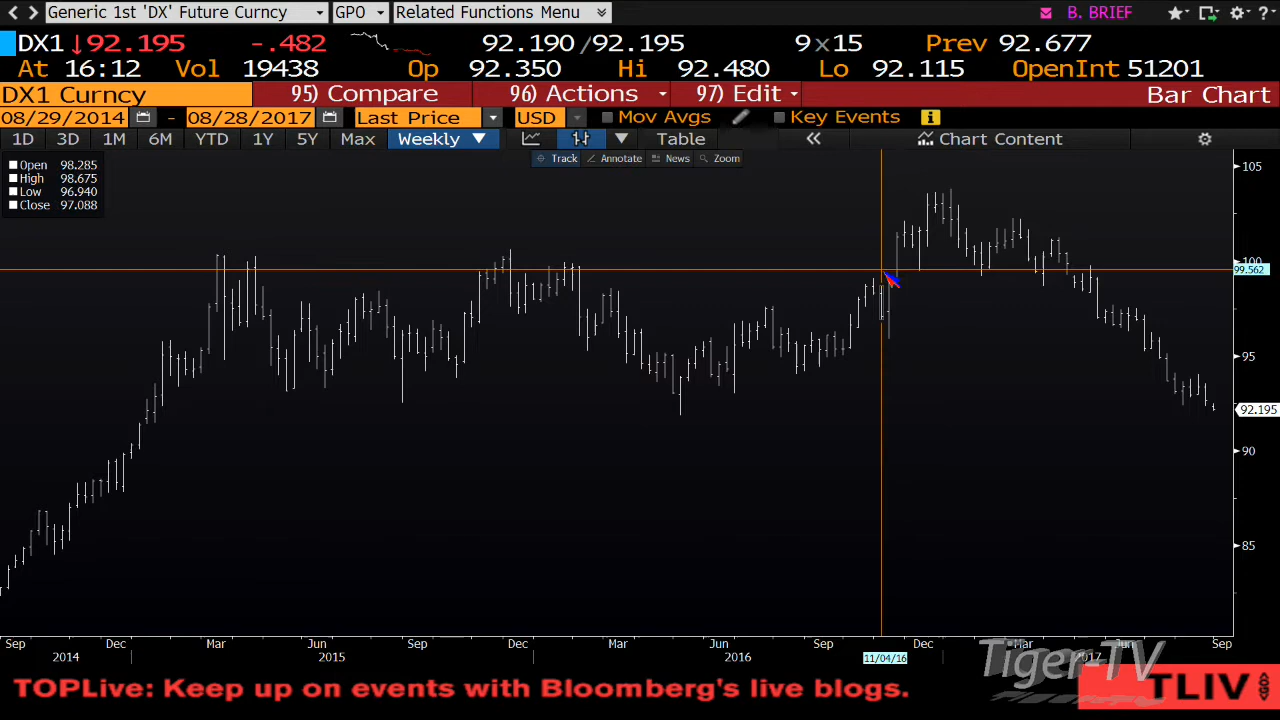 Generic 1st 'DX' Future Curncy GPO Related Functions Menu B. BRIEF ?
DX1 ↓92.195 -.482 92.190 /92.195 9x15 Prev 92.677
At 16:12 Vol 19438 Op 92.350 Hi 92.480 Lo 92.115 OpenInt 51201
DX1 Curncy 95) Compare 96) Actions 97) Edit Bar Chart
08/29/2014 - 08/28/2017 Last Price USD Mov Avgs Key Events i
1D 3D 1M 6M YTD 1Y 5Y Max Weekly Table « Chart Content
Track Annotate News Zoom
Open 98.285
High 98.675
Low 96.940
Close 97.088
105
100
99.562
95
92.195
90
85
Sep Dec Mar Jun Sep Dec Mar Jun Sep Dec Mar Jun Sep
2014 2015 2016 11/04/16 2017
Tiger-TV
TOPLive: Keep up on events with Bloomberg's live blogs. TLIV